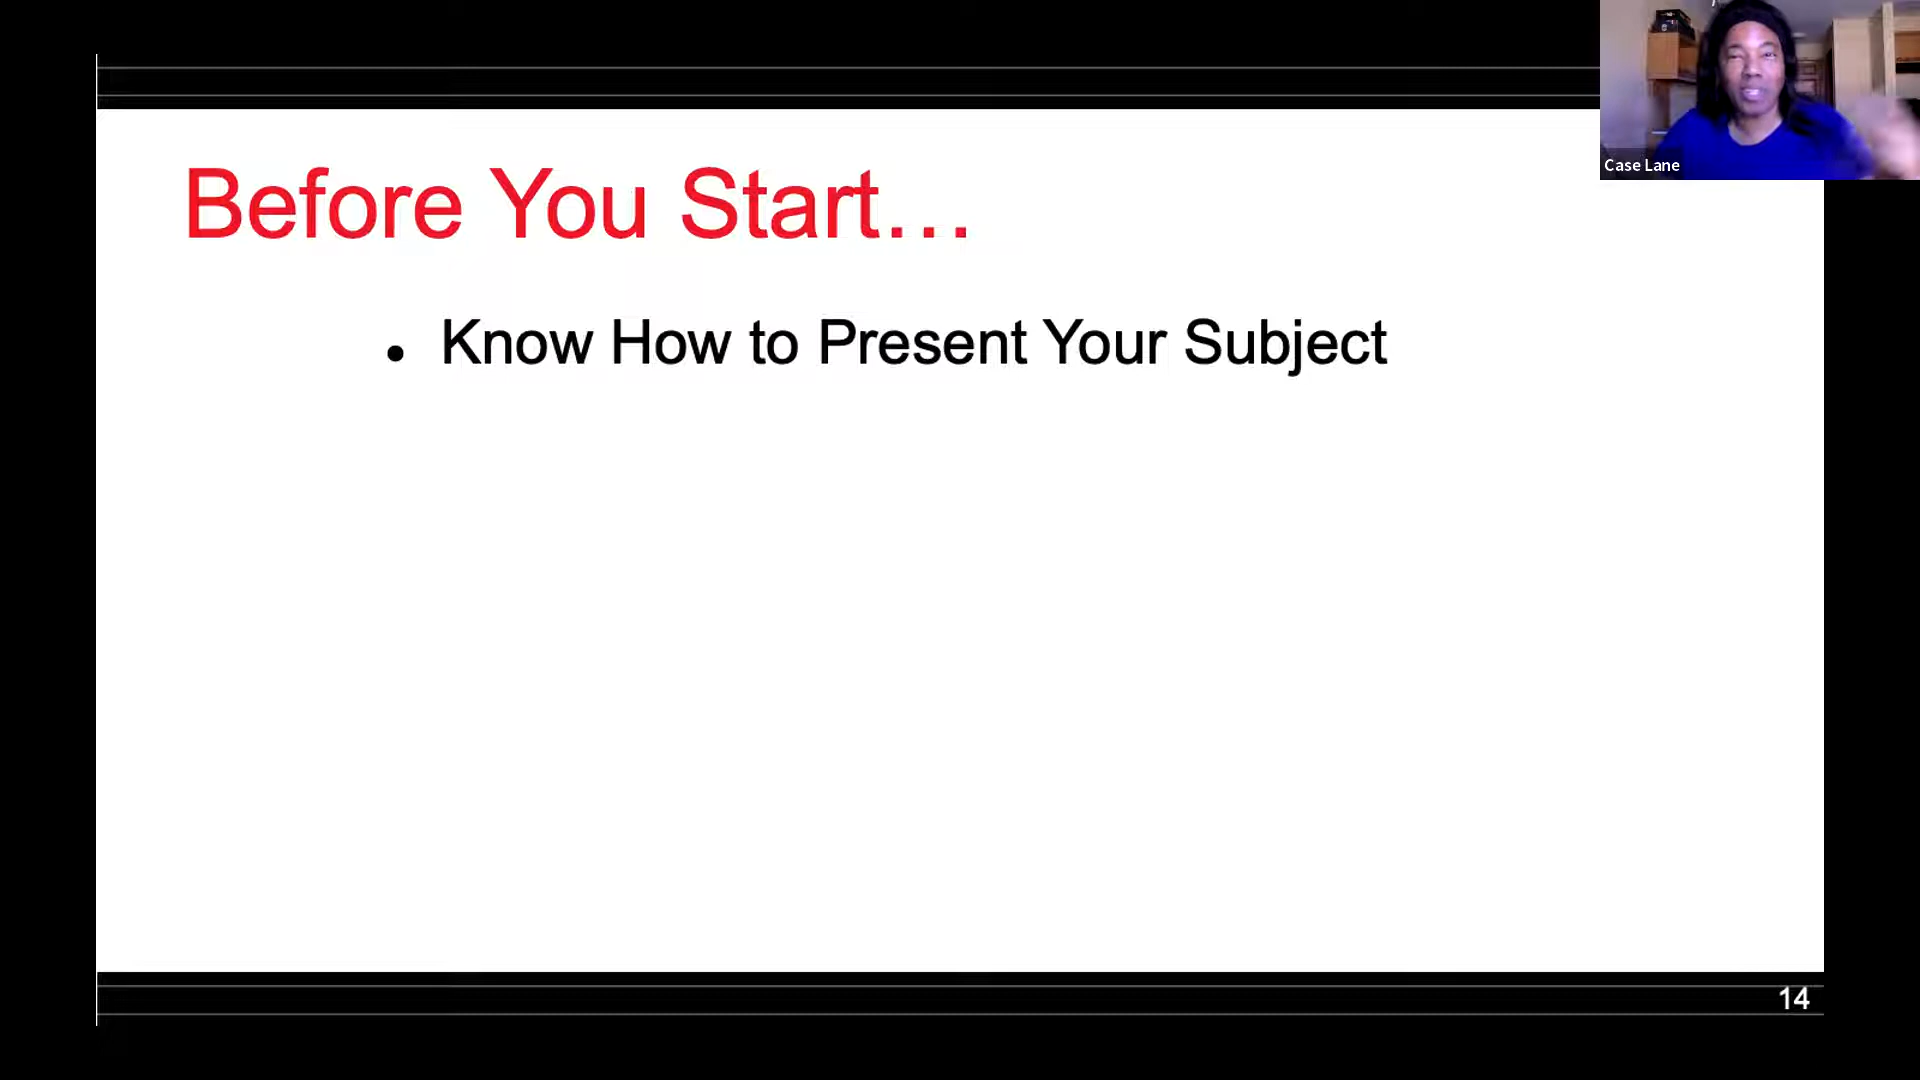 Before You Start…
• Know How to Present Your Subject
Case Lane
14